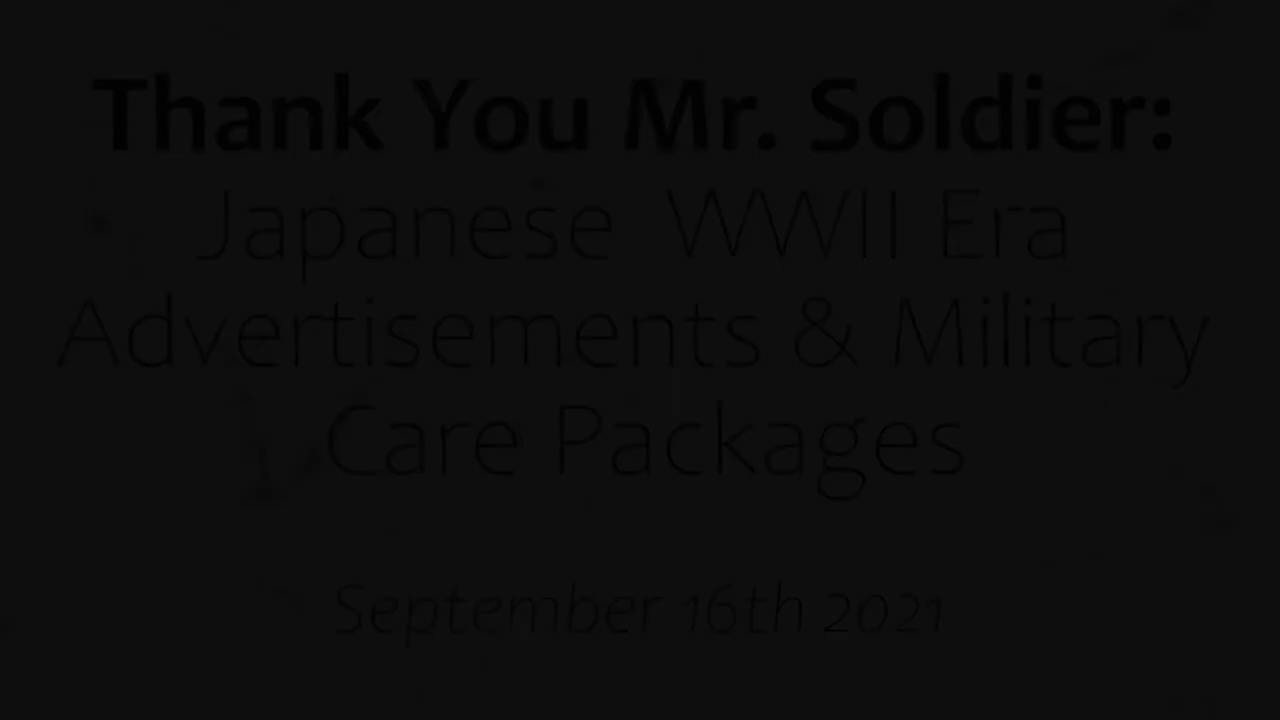 Thank You Mr. Soldier:
Japanese WWII Era
Advertisements & Military
Care Packages
September 16th 2021